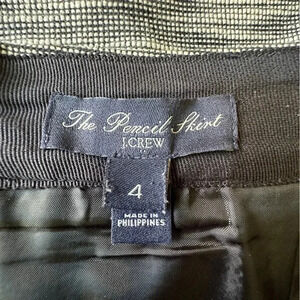 The Pencil Skirt
J.CREW
4
MADE IN
PHILIPPINES